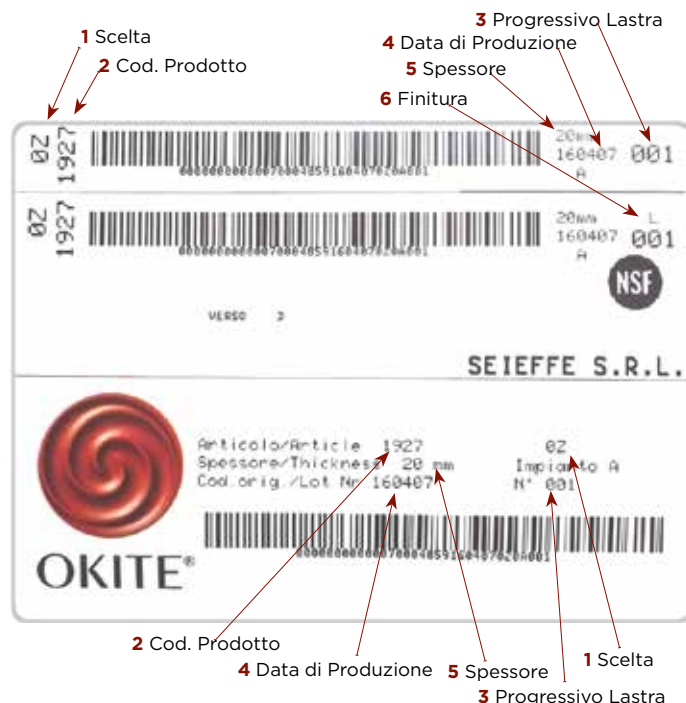 3 Progressivo Lastra
1 Scelta
4 Data di Produzione
2 Cod. Prodotto
5 Spessore
6 Finitura
0Z
1927
20mm
160407
A
001
0Z
1927
20mm L
160407
A
001
NSF
VERSO
SEIEFFE S.R.L.
Articolo/Article 1927 0Z
Spessore/Thickness 20 mm Impianto A
Cod.orig./Lot Nr 160407 N° 001
OKITE®
2 Cod. Prodotto
4 Data di Produzione
5 Spessore
1 Scelta
3 Progressivo Lastra